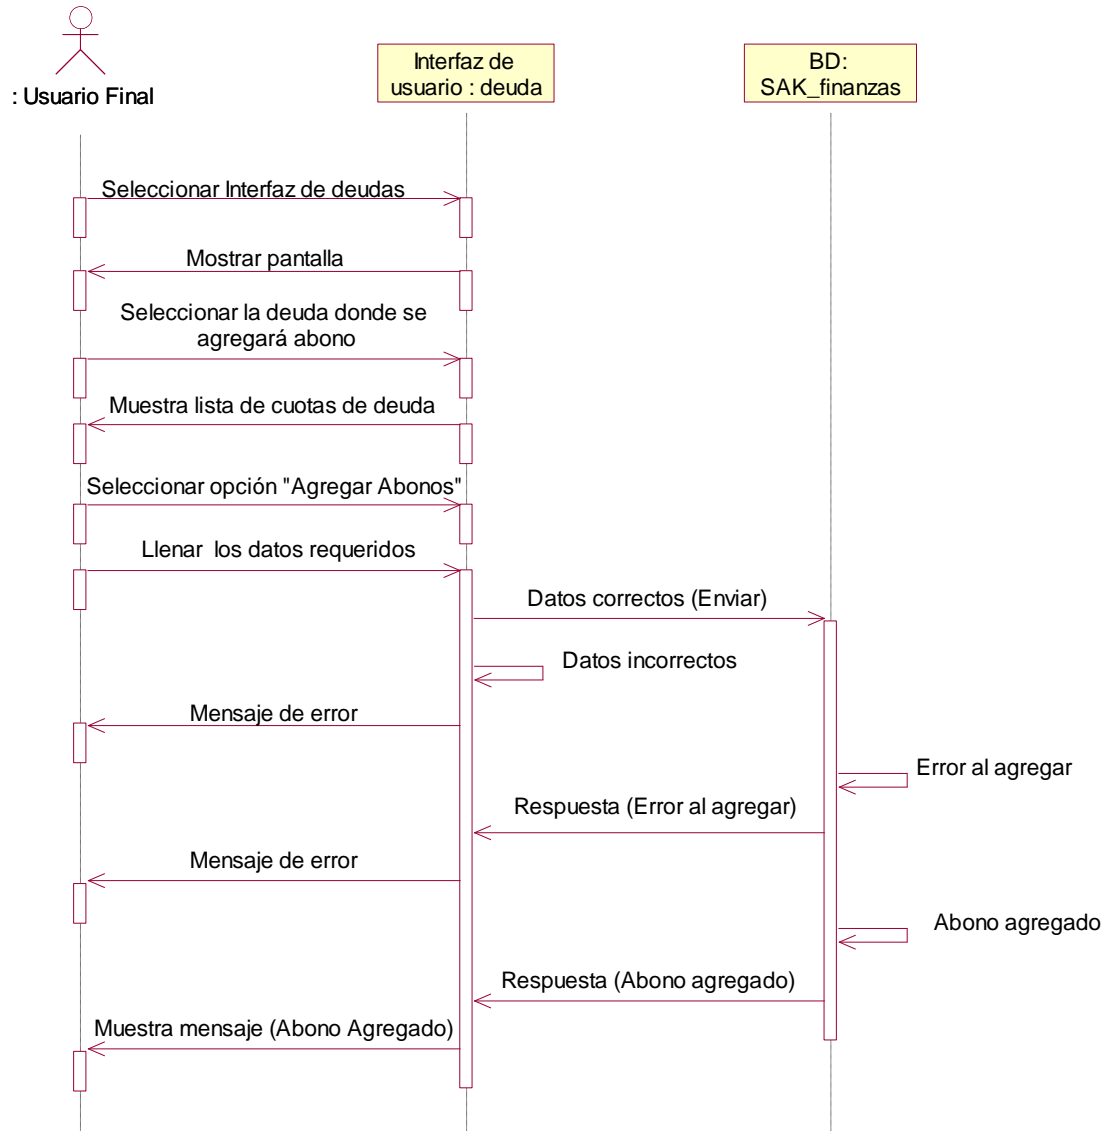 : Usuario Final
Interfaz de
usuario : deuda
BD:
SAK_finanzas
Seleccionar Interfaz de deudas
Mostrar pantalla
Seleccionar la deuda donde se
agregará abono
Muestra lista de cuotas de deuda
Seleccionar opción "Agregar Abonos"
Llenar  los datos requeridos
Datos correctos (Enviar)
Datos incorrectos
Mensaje de error
Error al agregar
Respuesta (Error al agregar)
Mensaje de error
Abono agregado
Respuesta (Abono agregado)
Muestra mensaje (Abono Agregado)